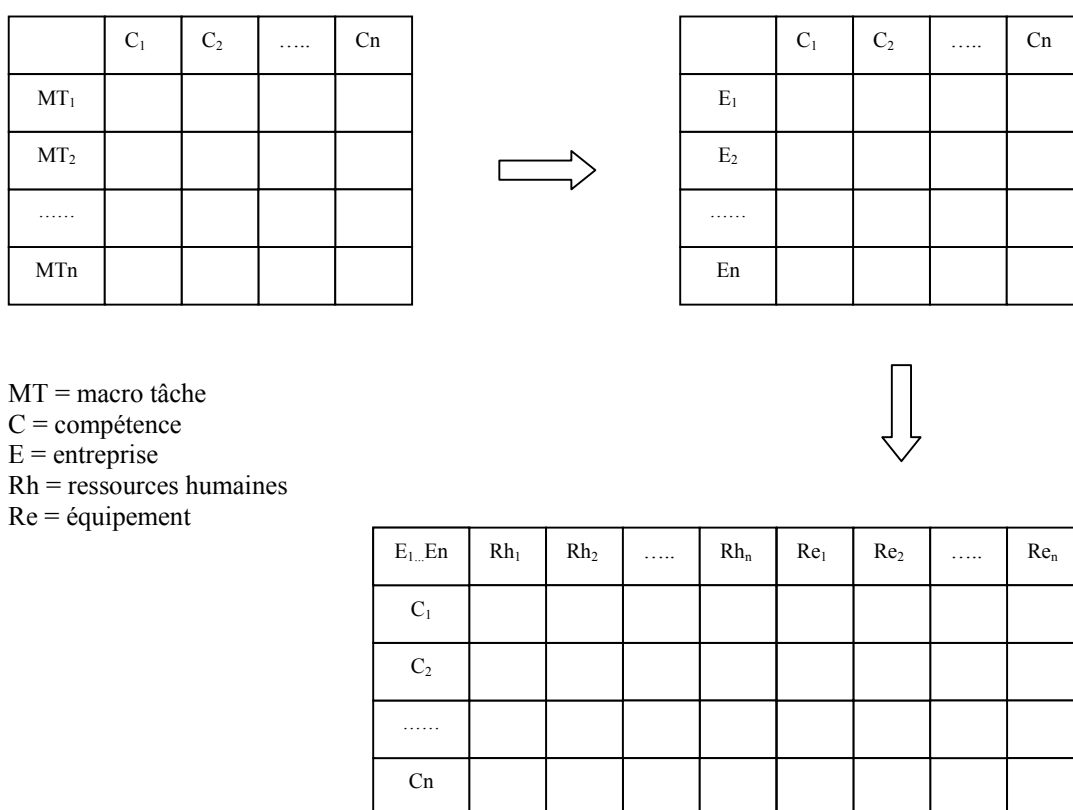 C₁ C₂ ..... Cn
MT₁
MT₂
......
MTn
C₁ C₂ ..... Cn
E₁
E₂
......
En
MT = macro tâche
C = compétence
E = entreprise
Rh = ressources humaines
Re = équipement
E₁...En Rh₁ Rh₂ ..... Rhₙ Re₁ Re₂ ..... Reₙ
C₁
C₂
......
Cn